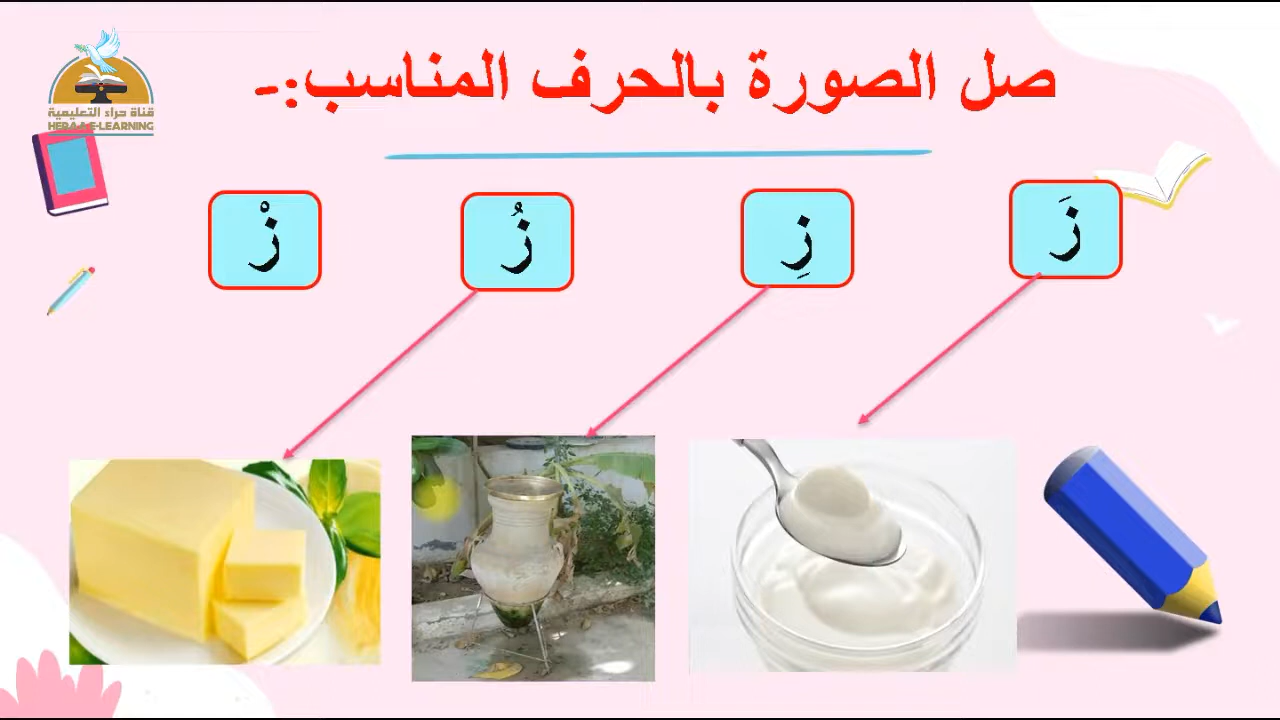 صل الصورة بالحرف المناسب:-
قناة حراء التعليمية
HERAA E-LEARNING
زَ
زِ
زُ
زْ